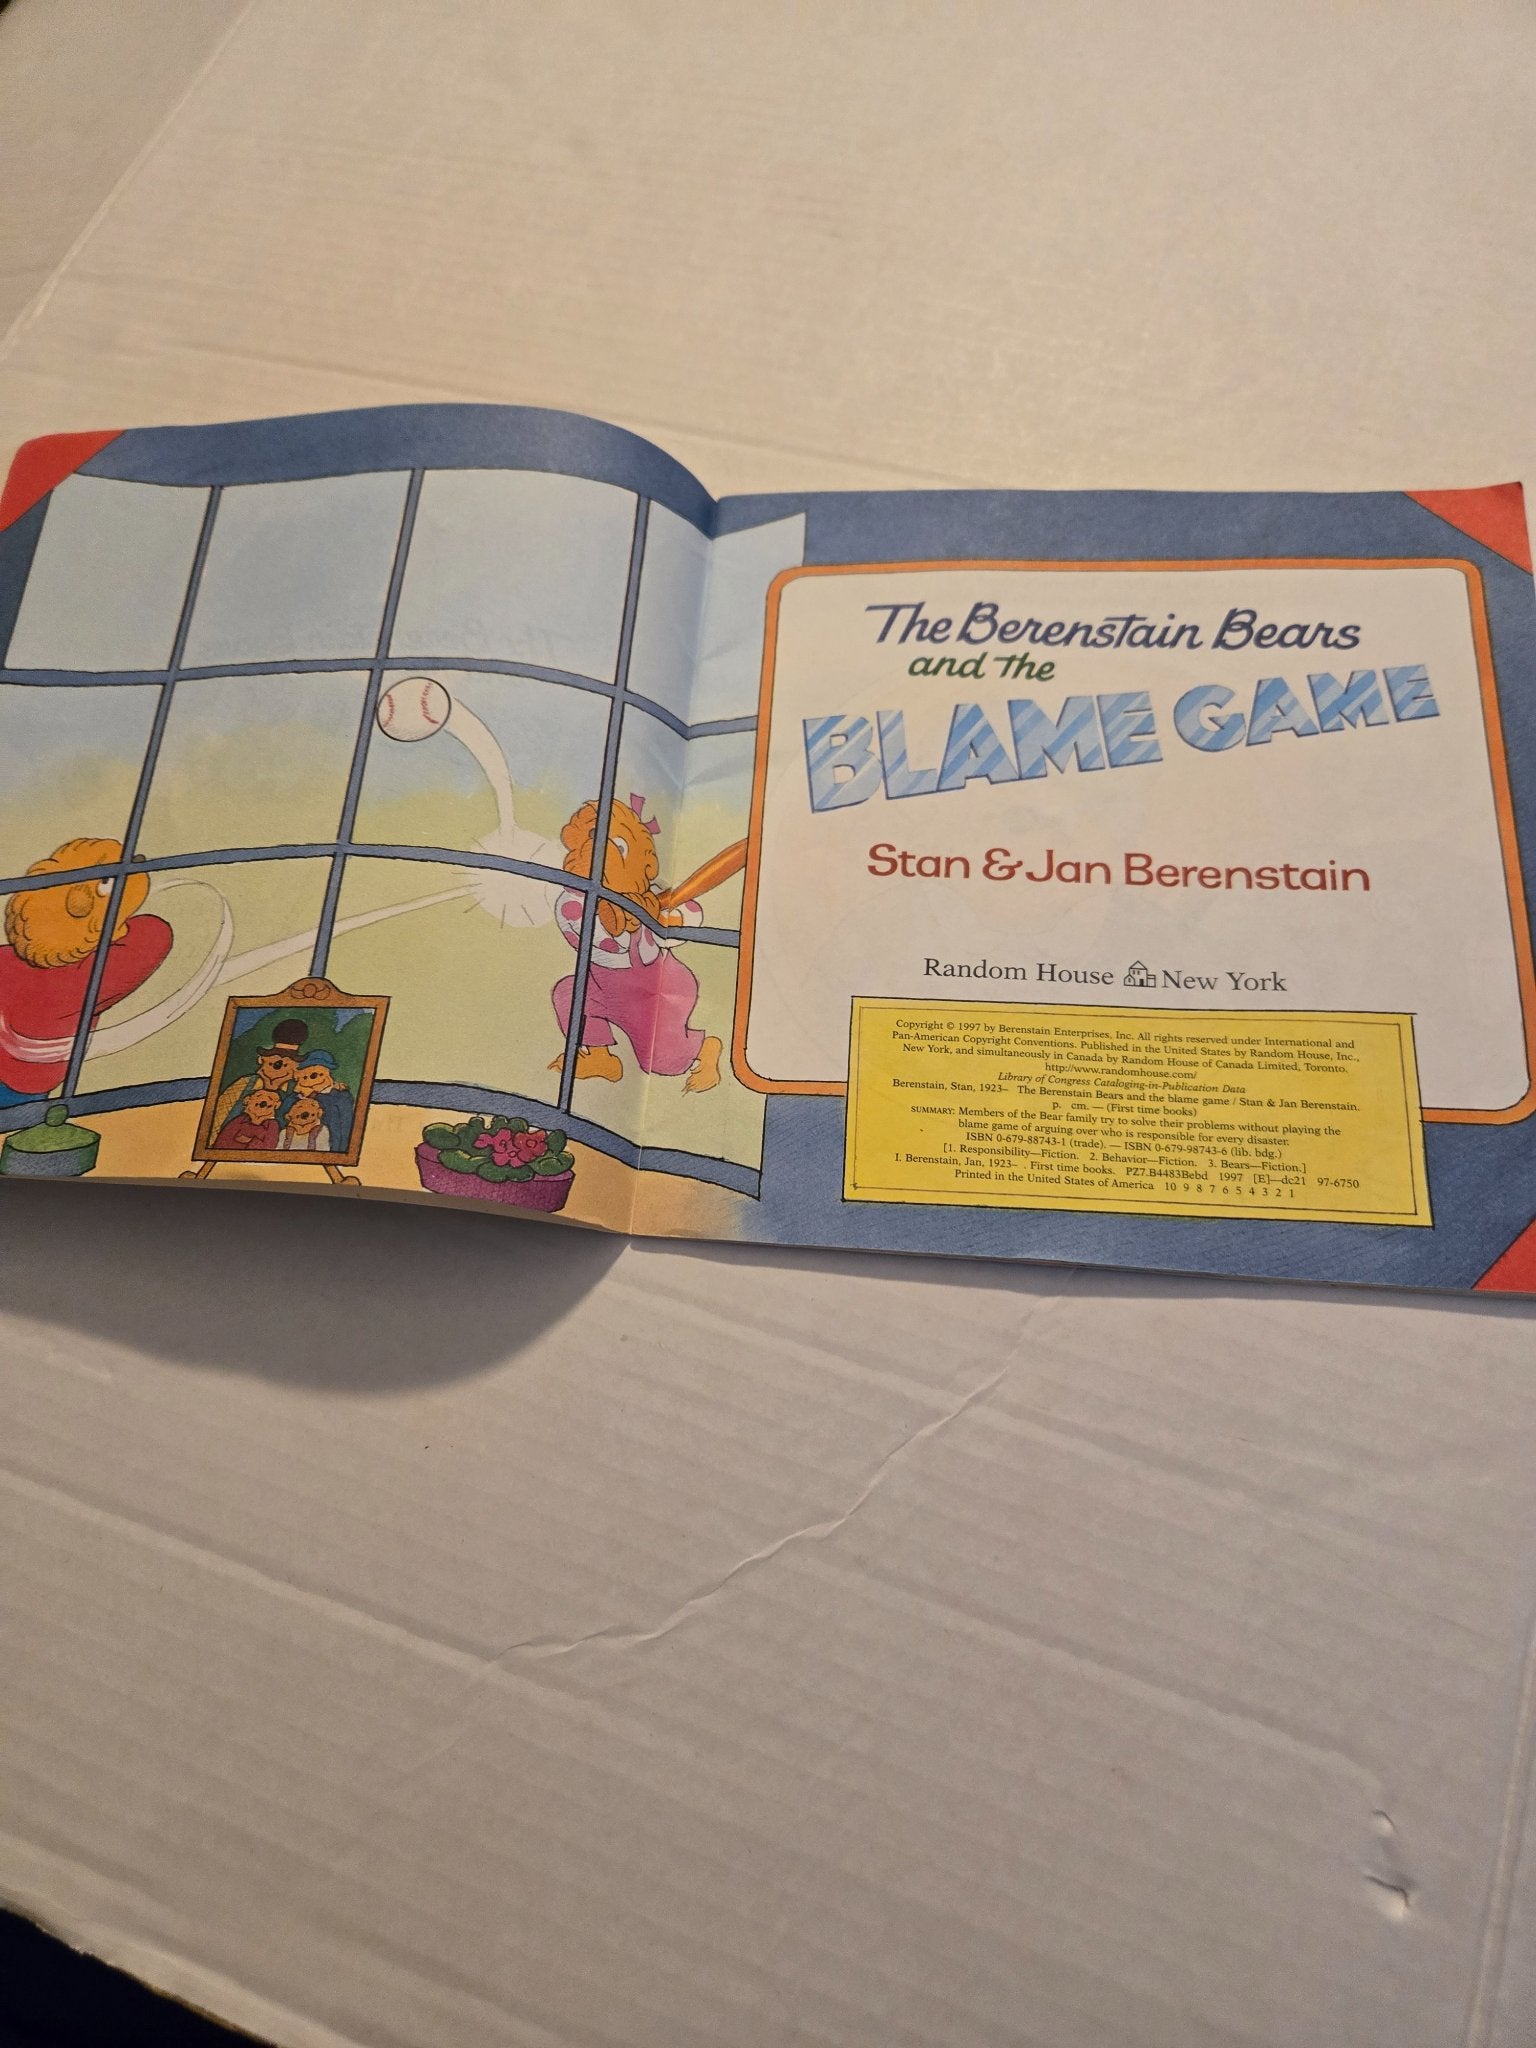 The Berenstain Bears
and The
BLAME GAME
Stan & Jan Berenstain
Random House New York
Copyright © 1997 by Berenstain Enterprises, Inc. All rights reserved under International and
Pan-American Copyright Conventions. Published in the United States by Random House, Inc.,
New York, and simultaneously in Canada by Random House of Canada Limited, Toronto.
http://www.randomhouse.com/
Library of Congress Cataloging-in-Publication Data
Berenstain, Stan, 1923– The Berenstain Bears and the blame game / Stan & Jan Berenstain.
p. cm. — (First time books)
SUMMARY: Members of the Bear family try to solve their problems without playing the
blame game of arguing over who is responsible for every disaster.
ISBN 0-679-88743-1 (trade). — ISBN 0-679-98743-6 (lib. bdg.)
[1. Responsibility—Fiction. 2. Behavior—Fiction. 3. Bears—Fiction.]
I. Berenstain, Jan, 1923– . First time books. PZ7.B4483Bebd 1997 [E]—dc21 97-6750
Printed in the United States of America 10 9 8 7 6 5 4 3 2 1